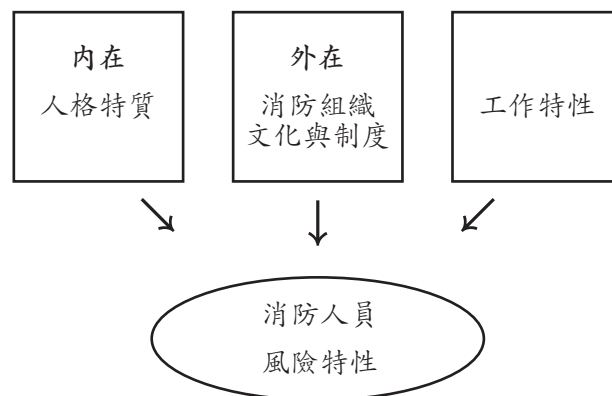 內在
人格特質
外在
消防組織
文化與制度
工作特性
消防人員
風險特性